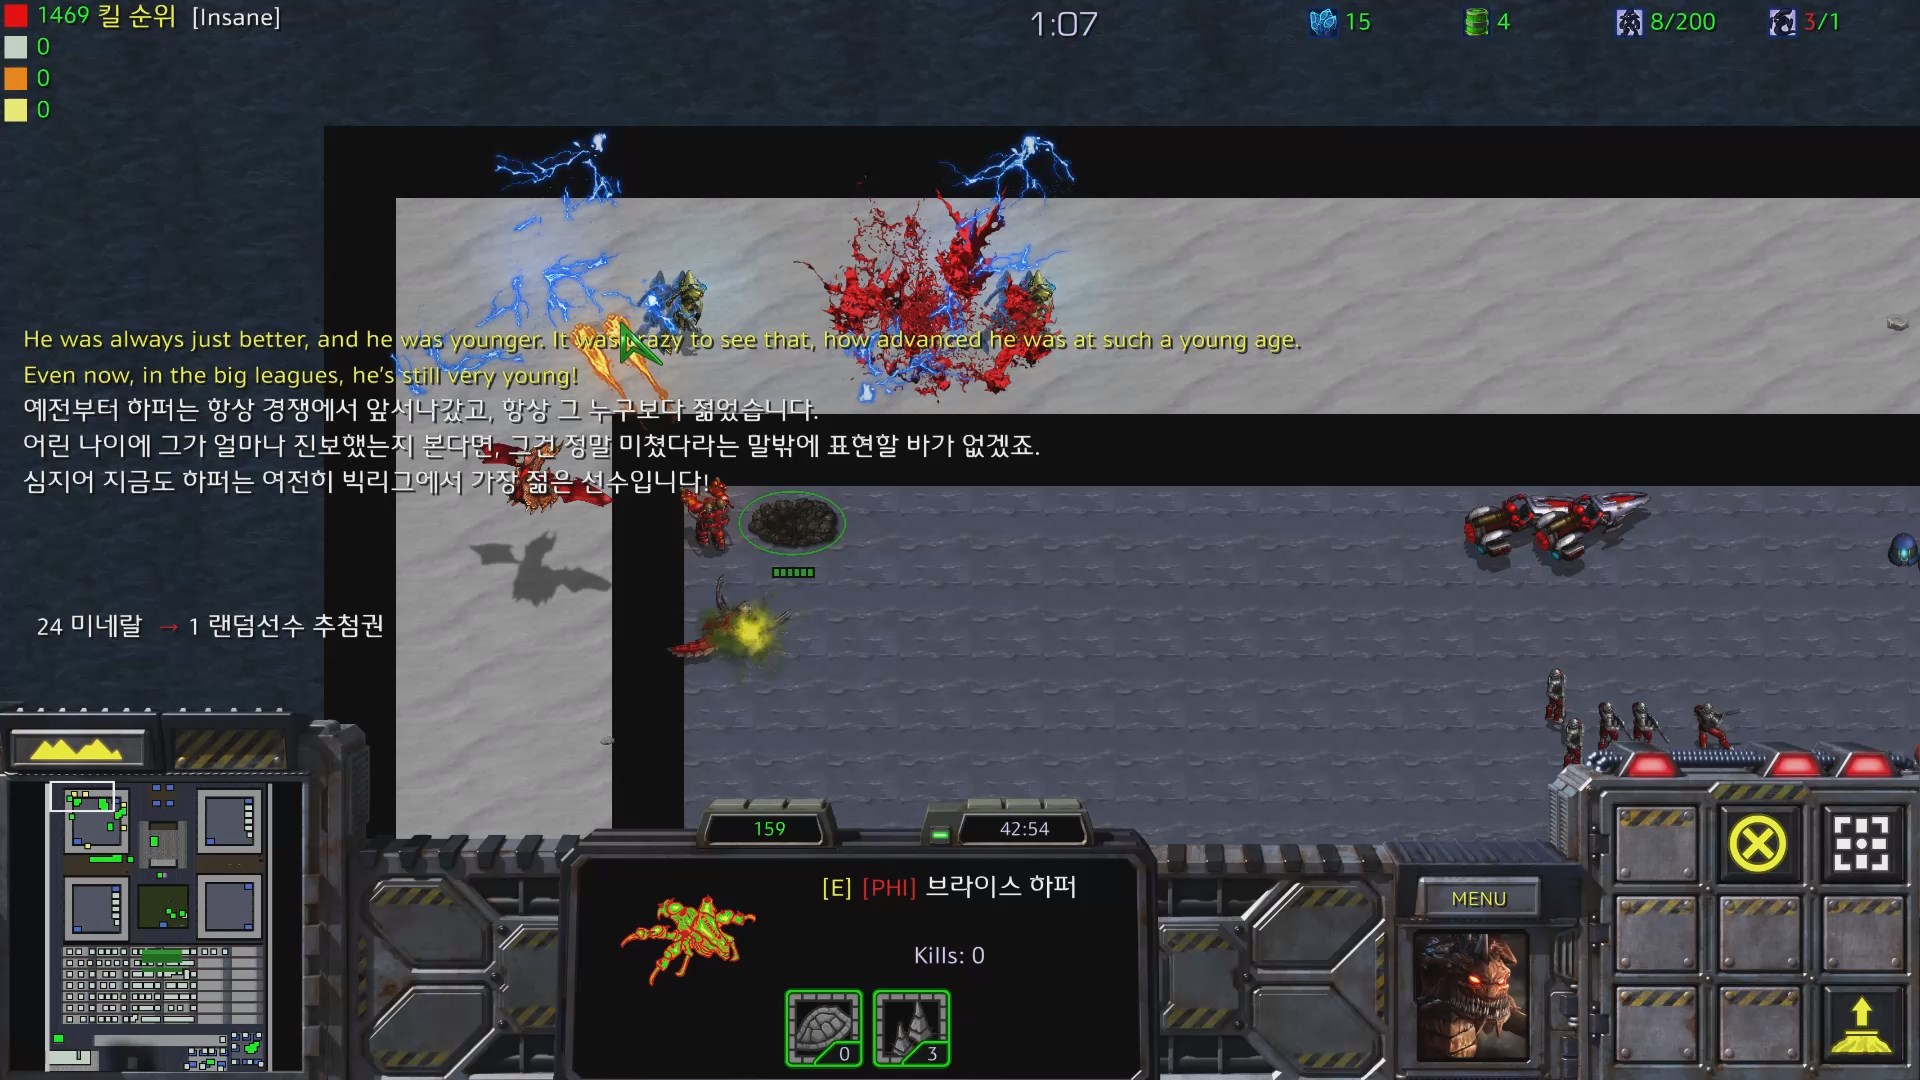 1469 킬 순위 [Insane]
0
0
0
1:07
15
4
8/200
3/1
He was always just better, and he was younger. It was crazy to see that, how advanced he was at such a young age.
Even now, in the big leagues, he's still very young!
예전부터 하퍼는 항상 경쟁에서 앞서나갔고, 항상 그 누구보다 젊었습니다.
어린 나이에 그가 얼마나 진보했는지 본다면, 그건 정말 미쳤다라는 말밖에 표현할 바가 없겠죠.
심지어 지금도 하퍼는 여전히 빅리그에서 가장 젊은 선수입니다!
24 미네랄 → 1 랜덤선수 추첨권
159
42:54
[E] [PHI] 브라이스 하퍼
Kills: 0
0
3
MENU